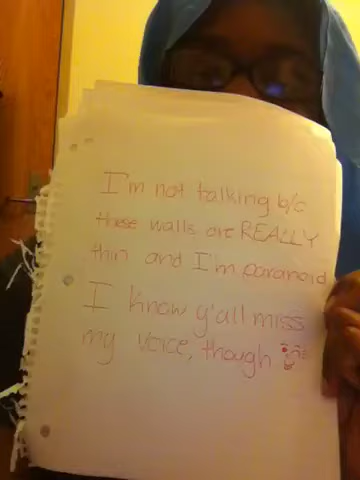 I'm not talking b/c
these walls are REALLY
thin and I'm paranoid
I know y'all miss
my voice, though